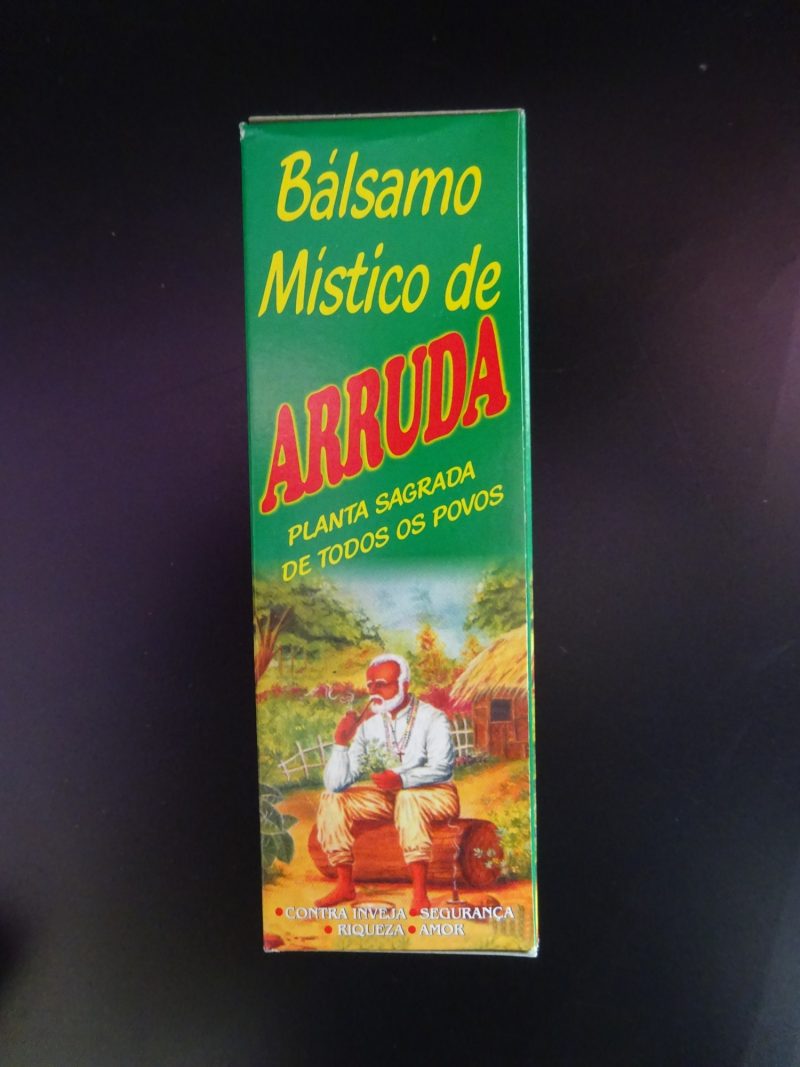 Bálsamo
Místico de
ARRUDA
PLANTA SAGRADA
DE TODOS OS POVOS
•CONTRA INVEJA •SEGURANÇA
•RIQUEZA •AMOR